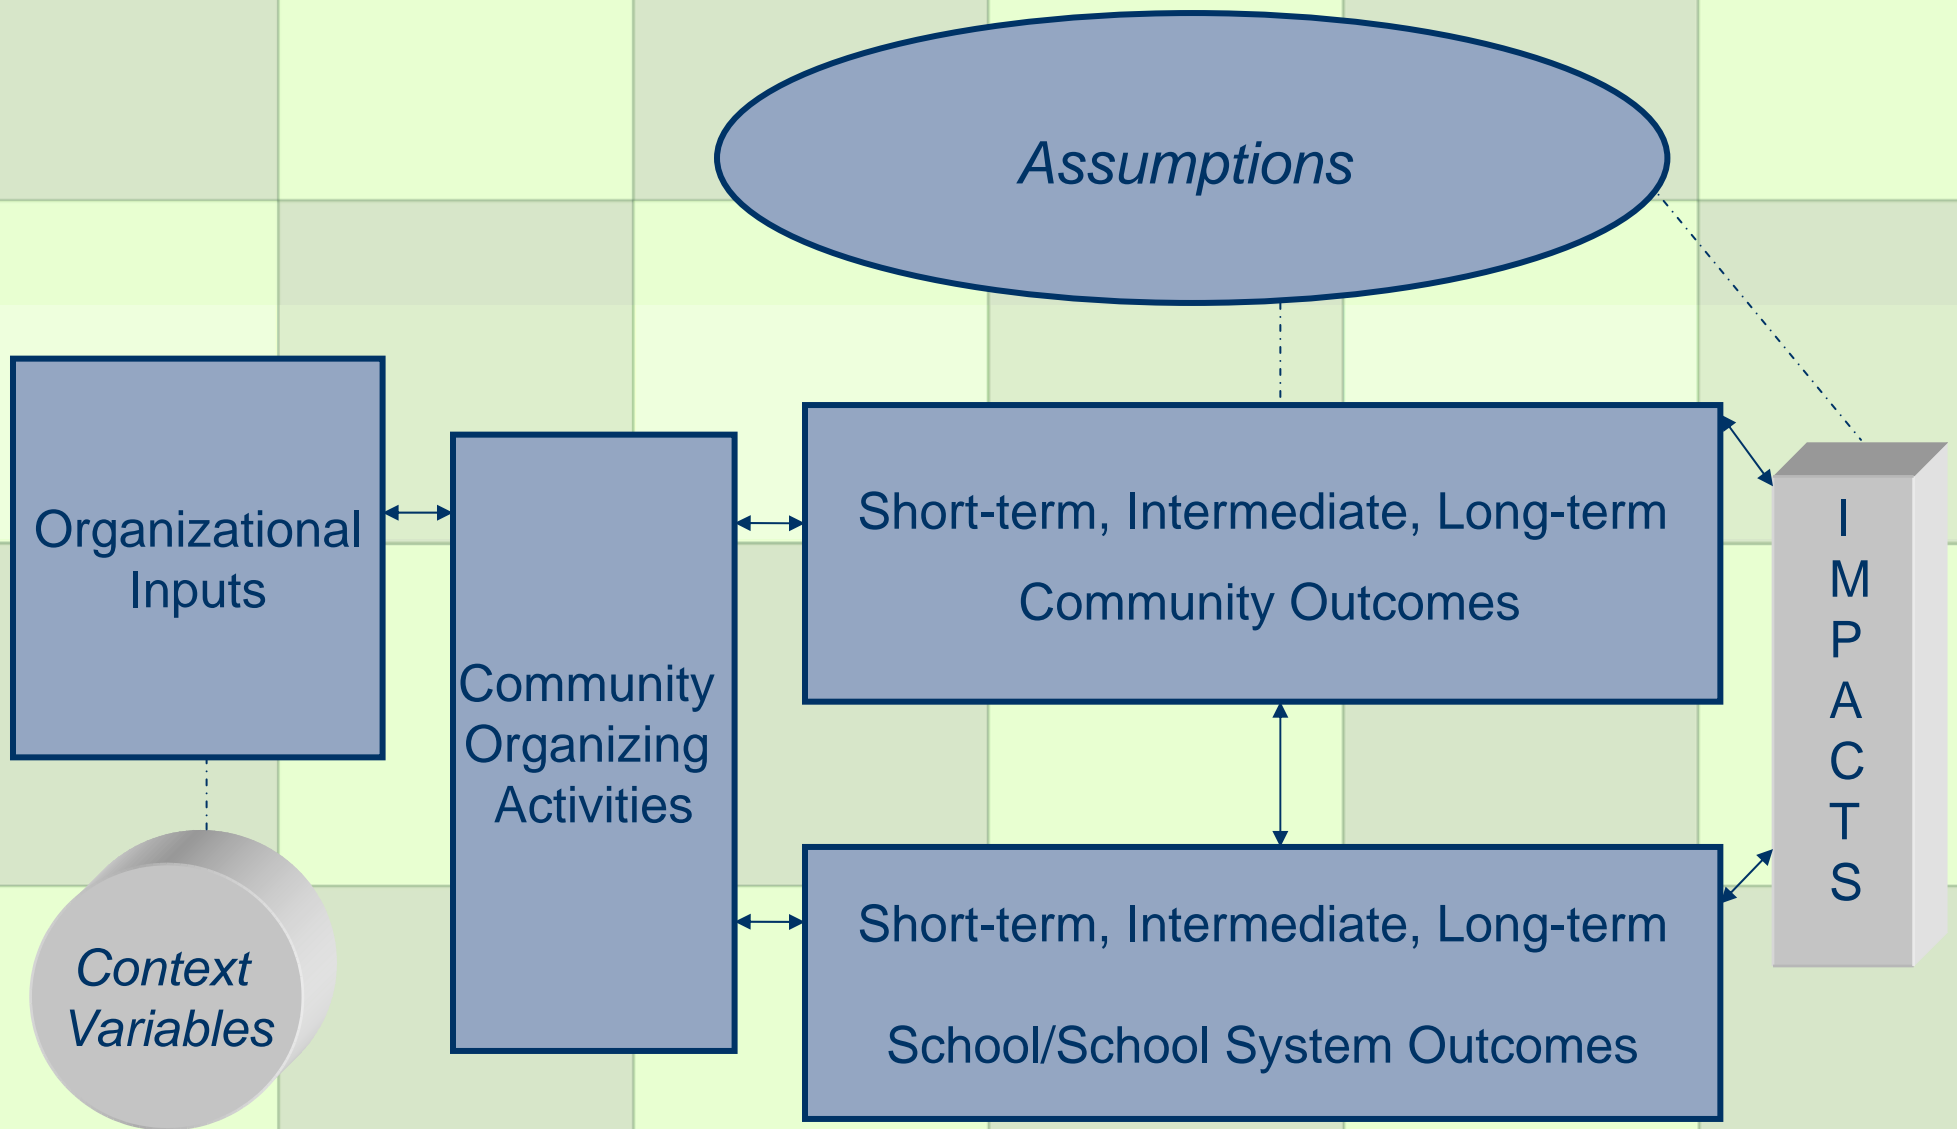 Assumptions
Organizational
Inputs
Community
Organizing
Activities
Short-term, Intermediate, Long-term
Community Outcomes
Short-term, Intermediate, Long-term
School/School System Outcomes
I
M
P
A
C
T
S
Context
Variables